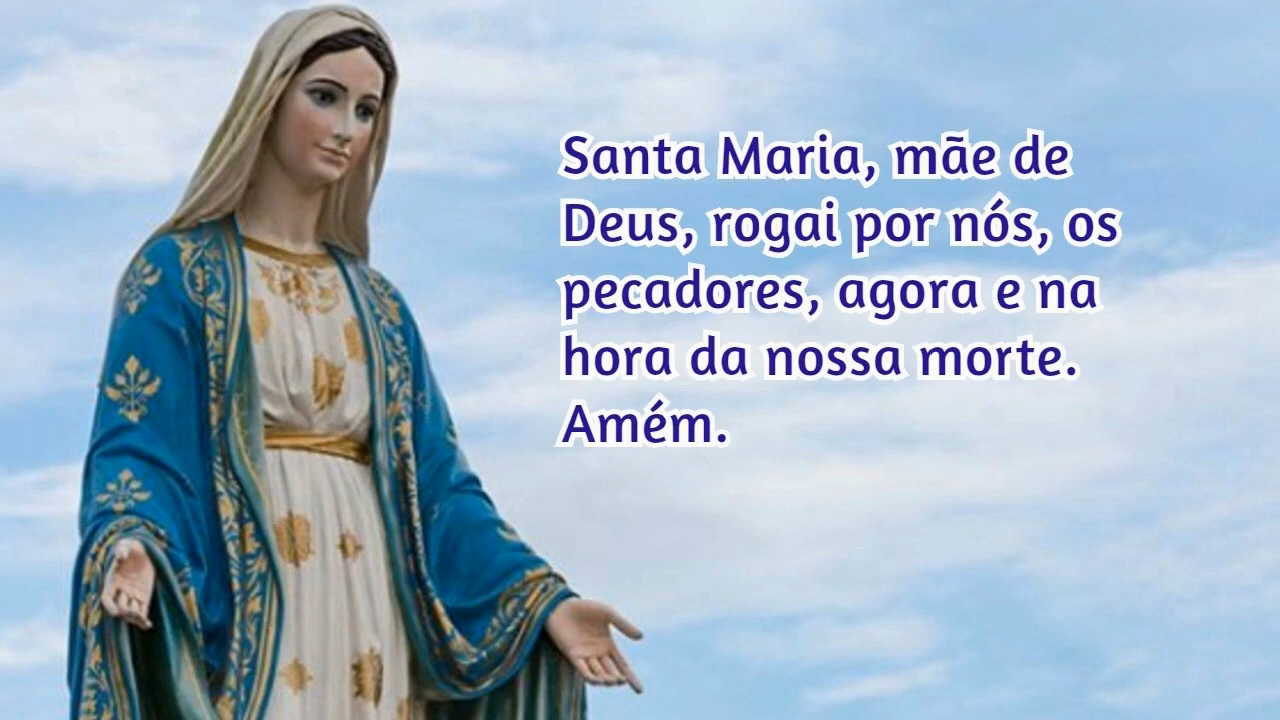 Santa Maria, mãe de
Deus, rogai por nós, os
pecadores, agora e na
hora da nossa morte.
Amém.